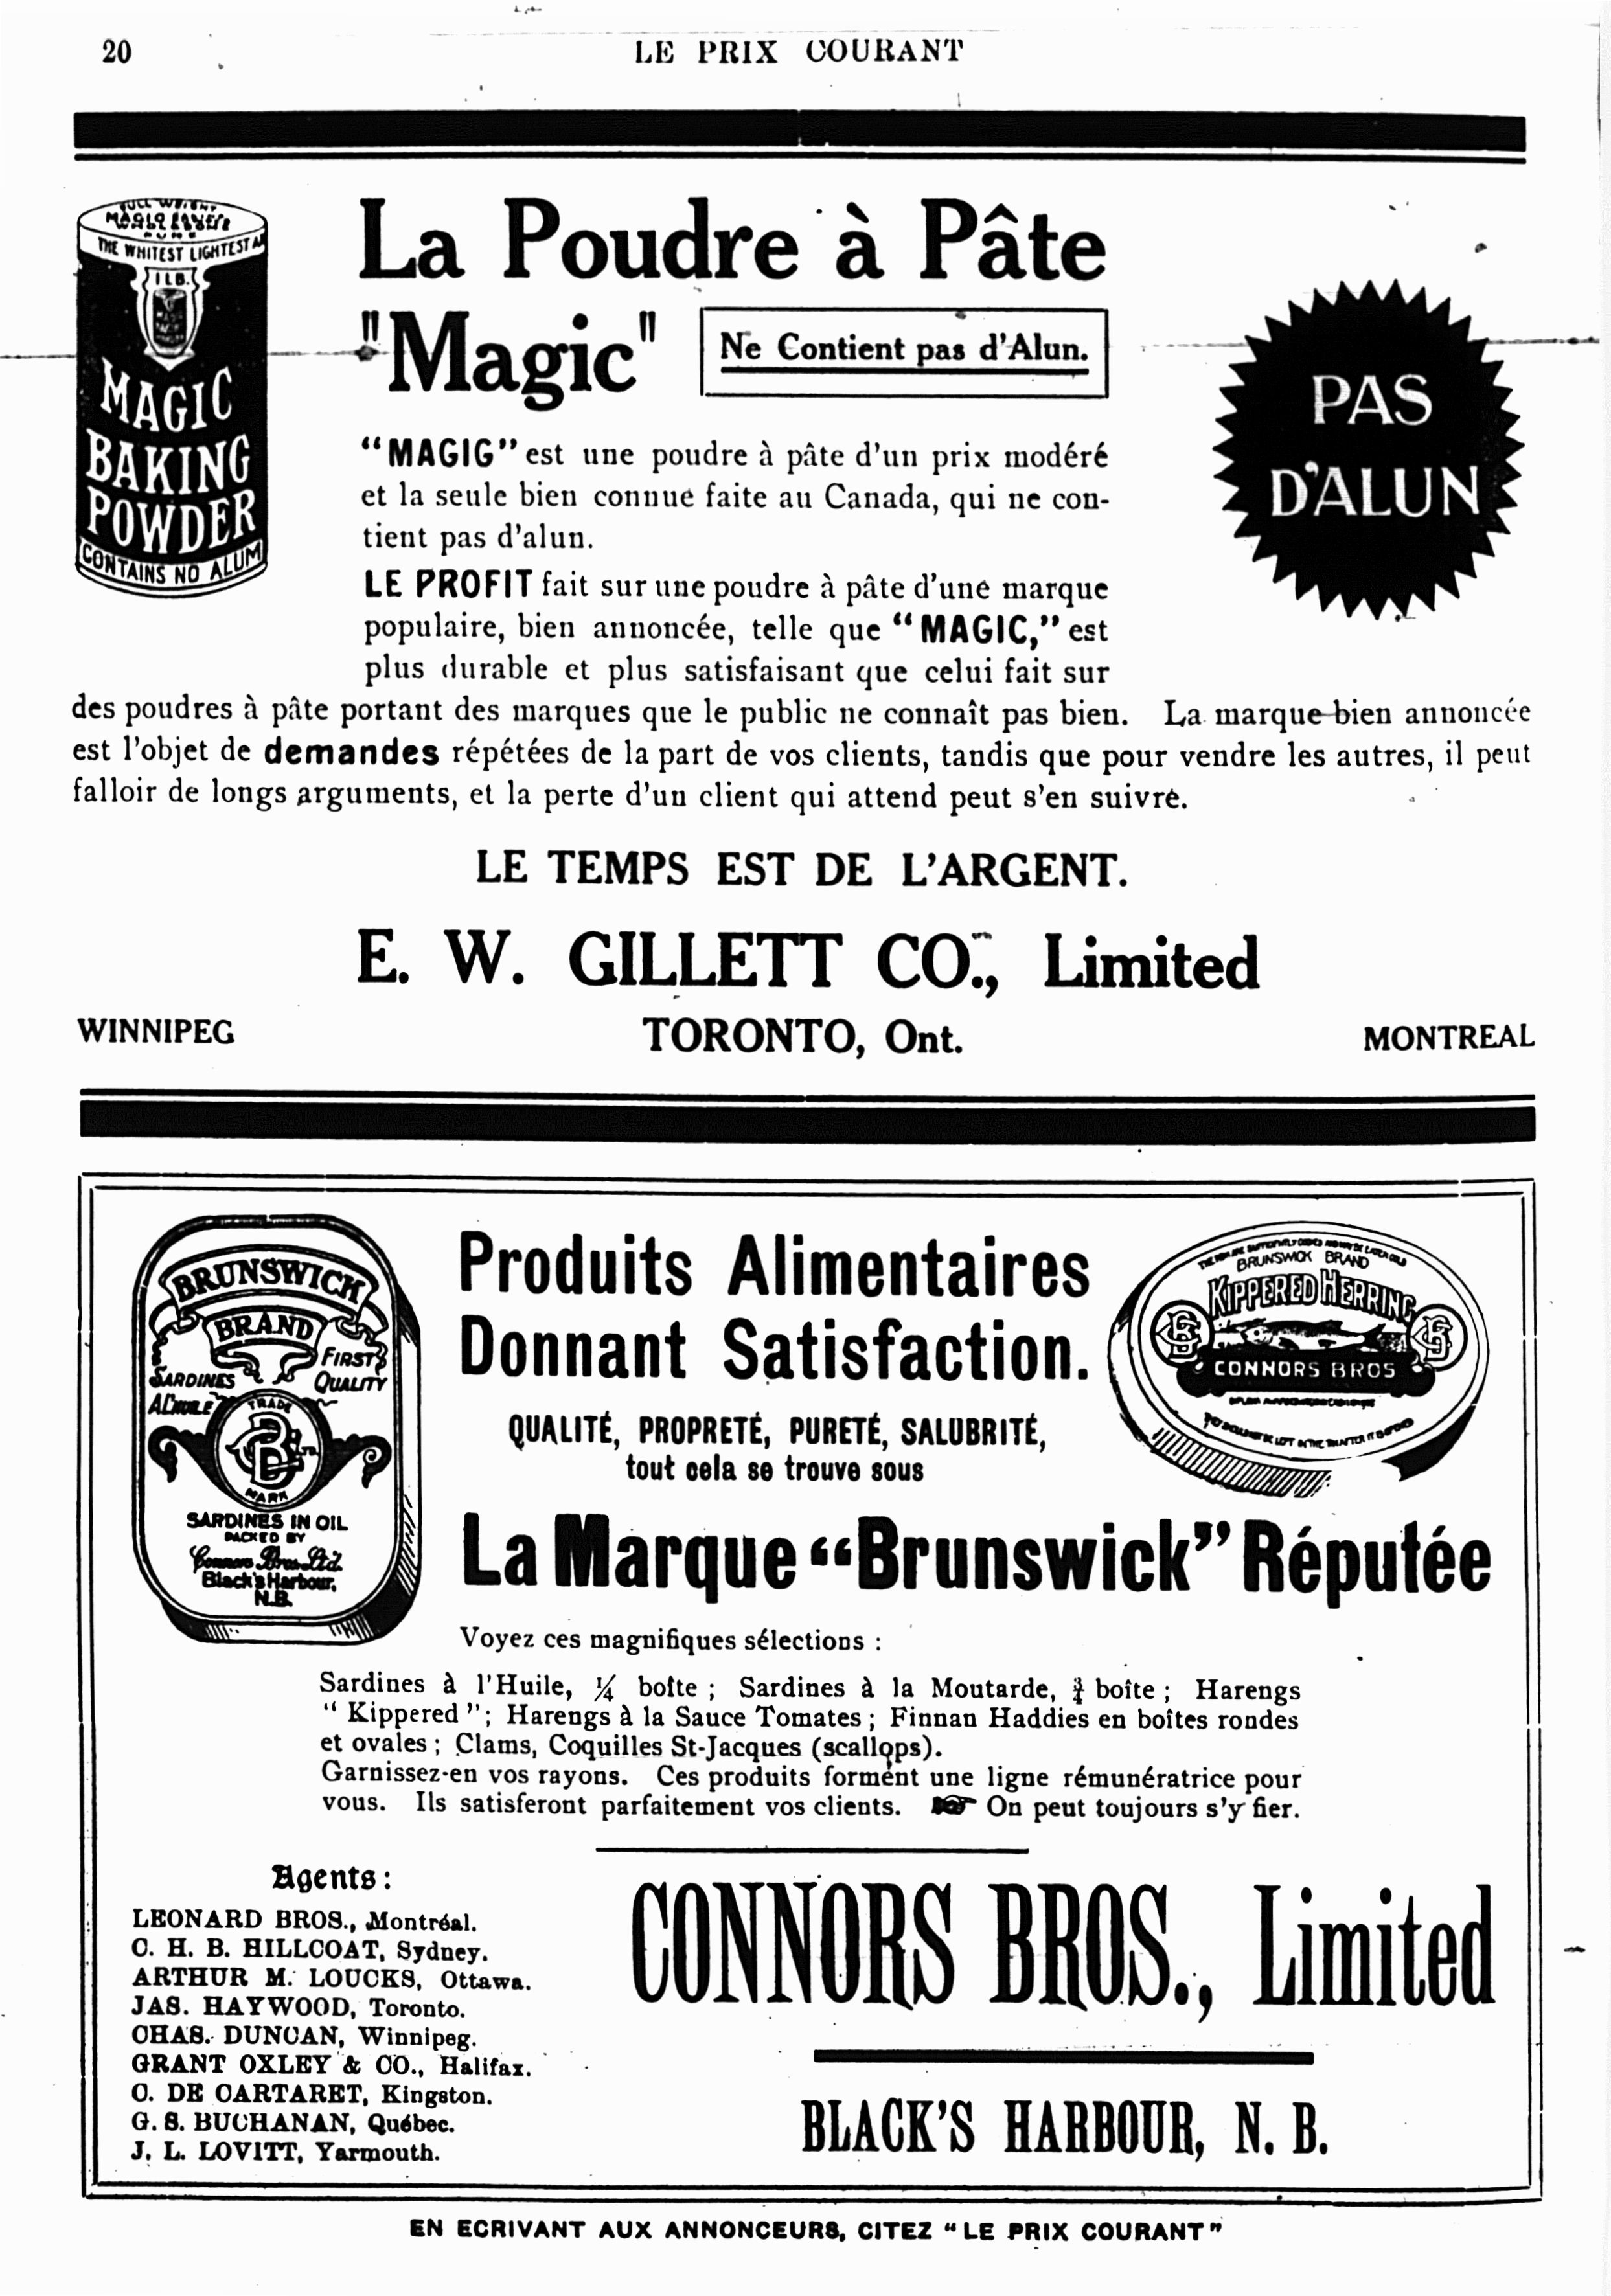 20
LE PRIX COURANT
FULL WEIGHT
MAGIC BAKING POWDER
PURE
THE WHITEST LIGHTEST
1 LB.
MAGIC
BAKING
POWDER
CONTAINS NO ALUM
La Poudre à Pâte
"Magic"
Ne Contient pas d'Alun.
PAS
D'ALUN
“MAGIG” est une poudre à pâte d'un prix modéré
et la seule bien connue faite au Canada, qui ne con-
tient pas d'alun.
LE PROFIT fait sur une poudre à pâte d'une marque
populaire, bien annoncée, telle que “MAGIC,” est
plus durable et plus satisfaisant que celui fait sur
des poudres à pâte portant des marques que le public ne connaît pas bien. La marque bien annoncée
est l'objet de demandes répétées de la part de vos clients, tandis que pour vendre les autres, il peut
falloir de longs arguments, et la perte d'un client qui attend peut s'en suivre.
LE TEMPS EST DE L'ARGENT.
E. W. GILLETT CO., Limited
WINNIPEG
TORONTO, Ont.
MONTREAL
BRUNSWICK
BRAND
FIRST
QUALITY
SARDINES
A L'HUILE
TRADE
MARK
SARDINES IN OIL
PACKED BY
Connors Bros. Ltd.
Black's Harbour,
N.B.
Produits Alimentaires
Donnant Satisfaction.
BRUNSWICK BRAND
KIPPERED HERRING
CONNORS BROS
QUALITÉ, PROPRETÉ, PURETÉ, SALUBRITÉ,
tout cela se trouve sous
La Marque “Brunswick” Réputée
Voyez ces magnifiques sélections :
Sardines à l'Huile, ¼ boîte ; Sardines à la Moutarde, ¾ boîte ; Harengs
“ Kippered ”; Harengs à la Sauce Tomates ; Finnan Haddies en boîtes rondes
et ovales ; Clams, Coquilles St-Jacques (scallops).
Garnissez-en vos rayons. Ces produits forment une ligne rémunératrice pour
vous. Ils satisferont parfaitement vos clients. ☞ On peut toujours s'y fier.
Agents :
LEONARD BROS., Montréal.
C. H. B. HILLCOAT, Sydney.
ARTHUR M. LOUCKS, Ottawa.
JAS. HAYWOOD, Toronto.
CHAS. DUNCAN, Winnipeg.
GRANT OXLEY & CO., Halifax.
C. DE CARTARET, Kingston.
G. S. BUCHANAN, Québec.
J. L. LOVITT, Yarmouth.
CONNORS BROS., Limited
BLACK'S HARBOUR, N. B.
EN ECRIVANT AUX ANNONCEURS, CITEZ “LE PRIX COURANT”